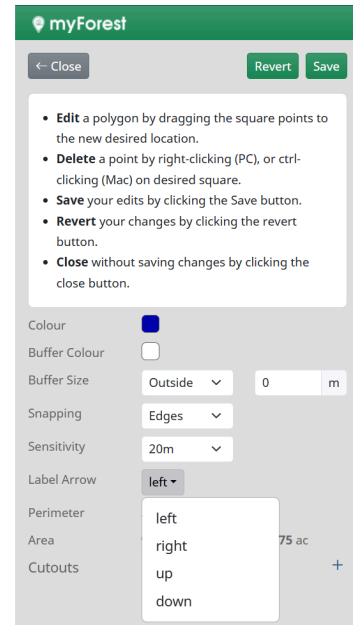 myForest
← Close Revert Save
• Edit a polygon by dragging the square points to
the new desired location.
• Delete a point by right-clicking (PC), or ctrl-
clicking (Mac) on desired square.
• Save your edits by clicking the Save button.
• Revert your changes by clicking the revert
button.
• Close without saving changes by clicking the
close button.
Colour
Buffer Colour
Buffer Size Outside 0 m
Snapping Edges
Sensitivity 20m
Label Arrow left
Perimeter
left
Area 75 ac
right
Cutouts +
up
down